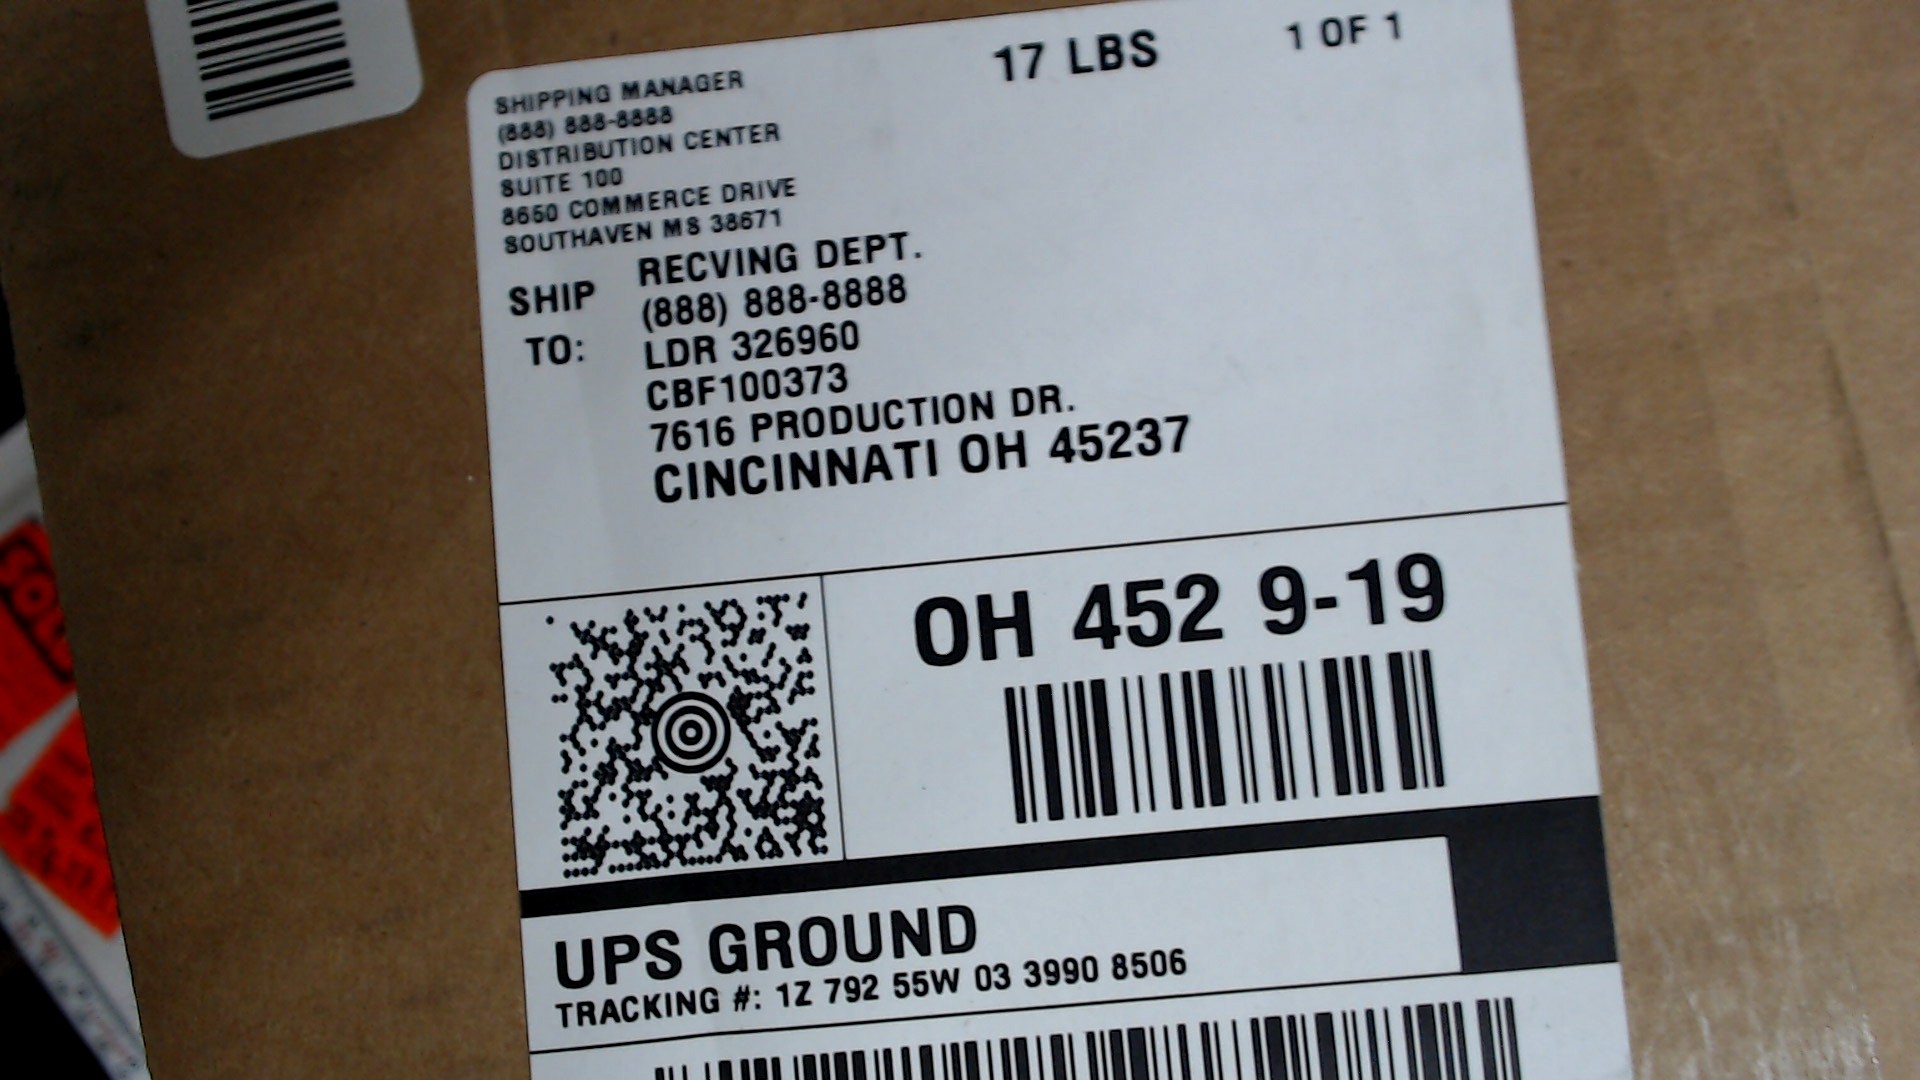 17 LBS
1 OF 1
SHIPPING MANAGER
(888) 888-8888
DISTRIBUTION CENTER
SUITE 100
8650 COMMERCE DRIVE
SOUTHAVEN MS 38671
SHIP TO:
RECVING DEPT.
(888) 888-8888
LDR 326960
CBF100373
7616 PRODUCTION DR.
CINCINNATI OH 45237
OH 452 9-19
UPS GROUND
TRACKING #: 1Z 792 55W 03 3990 8506